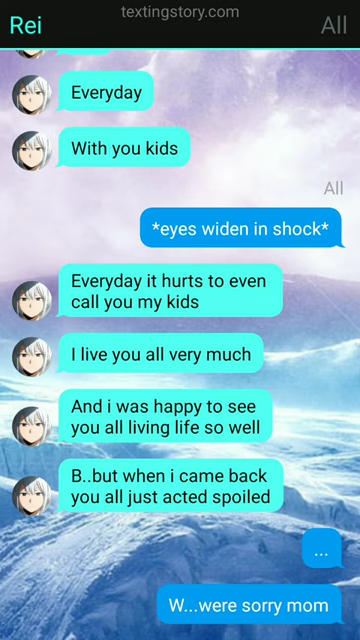 textingstory.com
Rei
All
Everyday
With you kids
All
*eyes widen in shock*
Everyday it hurts to even
call you my kids
I live you all very much
And i was happy to see
you all living life so well
B..but when i came back
you all just acted spoiled
...
W...were sorry mom